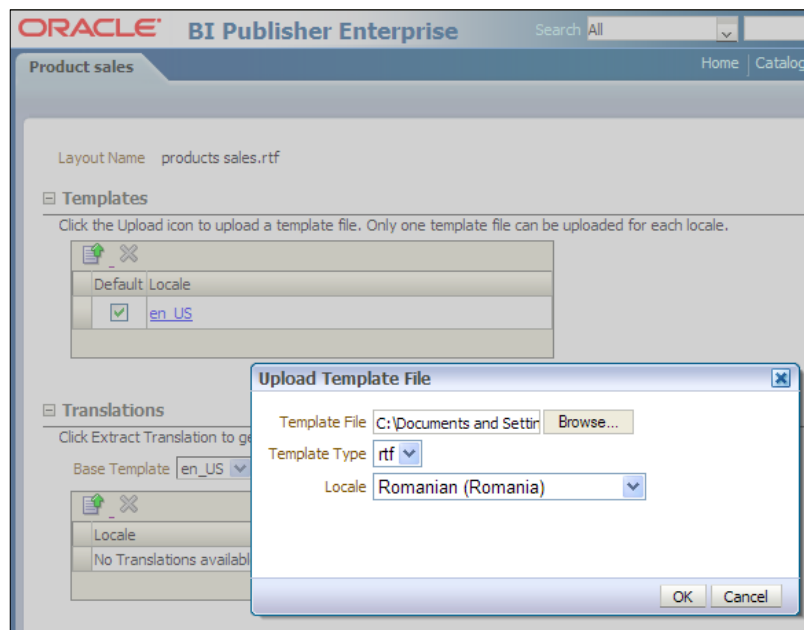 ORACLE® BI Publisher Enterprise Search All
Product sales Home Catalog
Layout Name products sales.rtf
Templates
Click the Upload icon to upload a template file. Only one template file can be uploaded for each locale.
Default Locale
en_US
Upload Template File
Template File C:\Documents and Settin Browse...
Template Type rtf
Locale Romanian (Romania)
OK Cancel
Translations
Click Extract Translation to ge
Base Template en_US
Locale
No Translations availabl